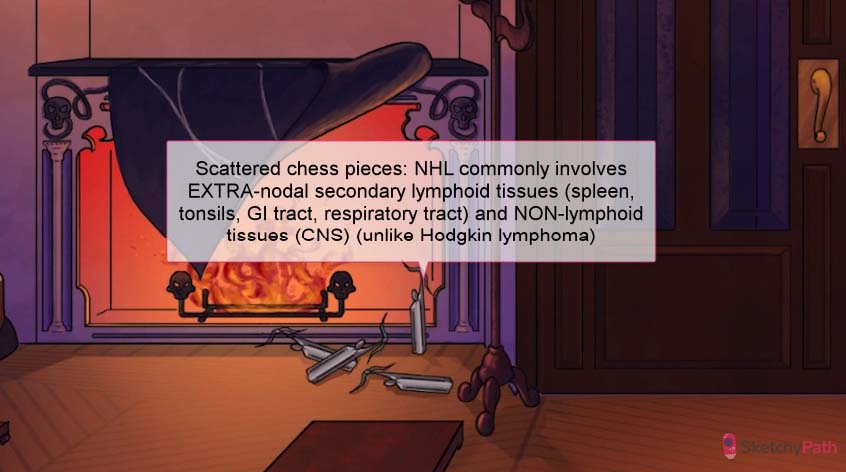 Scattered chess pieces: NHL commonly involves
EXTRA-nodal secondary lymphoid tissues (spleen,
tonsils, GI tract, respiratory tract) and NON-lymphoid
tissues (CNS) (unlike Hodgkin lymphoma)
SketchyPath